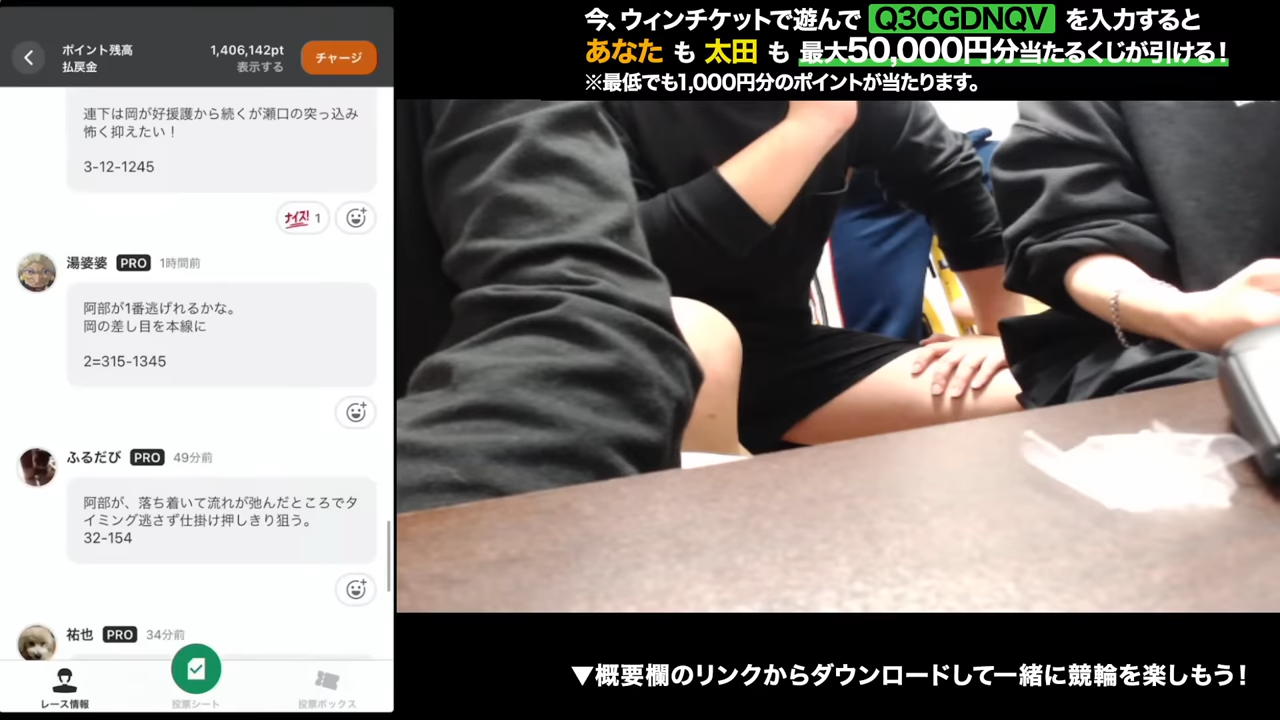 今、ウィンチケットで遊んで Q3CGDNQV を入力すると
あなた も 太田 も 最大50,000円分当たるくじが引ける!
※最低でも1,000円分のポイントが当たります。
ポイント残高 1,406,142pt チャージ
払戻金 表示する
連下は岡が好援護から続くが瀬口の突っ込み
怖く抑えたい!
3-12-1245
ナイス! 1
湯婆婆 PRO 1時間前
阿部が1番逃げれるかな。
岡の差し目を本線に
2=315-1345
ふるだび PRO 49分前
阿部が、落ち着いて流れが弛んだところでタ
イミング逃さず仕掛け押しきり狙う。
32-154
祐也 PRO 34分前
レース情報 投票シート 投票ボックス
▼概要欄のリンクからダウンロードして一緒に競輪を楽しもう!